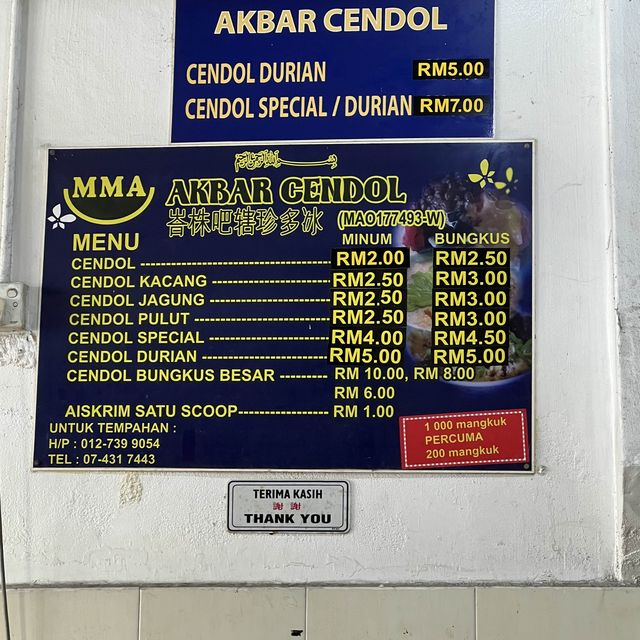 AKBAR CENDOL
CENDOL DURIAN RM5.00
CENDOL SPECIAL / DURIAN RM7.00
MMA AKBAR CENDOL
珍多冰 (MAO177493-W)
MENU MINUM BUNGKUS
CENDOL ---------------------------------- RM2.00 RM2.50
CENDOL KACANG --------------------- RM2.50 RM3.00
CENDOL JAGUNG --------------------- RM2.50 RM3.00
CENDOL PULUT ------------------------ RM2.50 RM3.00
CENDOL SPECIAL ---------------------- RM4.00 RM4.50
CENDOL DURIAN ----------------------- RM5.00 RM5.00
CENDOL BUNGKUS BESAR ---------- RM 10.00, RM 8.00
RM 6.00
AISKRIM SATU SCOOP------------------ RM 1.00
UNTUK TEMPAHAN :
H/P : 012-739 9054
TEL : 07-431 7443
1 000 mangkuk
PERCUMA
200 mangkuk
TERIMA KASIH
THANK YOU